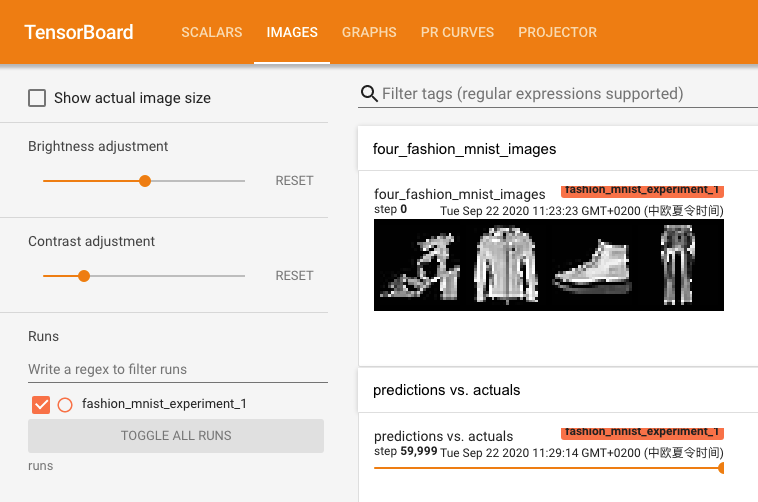 TensorBoard SCALARS IMAGES GRAPHS PR CURVES PROJECTOR
Show actual image size
Filter tags (regular expressions supported)
Brightness adjustment
RESET
Contrast adjustment
RESET
Runs
Write a regex to filter runs
fashion_mnist_experiment_1
TOGGLE ALL RUNS
runs
four_fashion_mnist_images
four_fashion_mnist_images fashion_mnist_experiment_1
step 0 Tue Sep 22 2020 11:23:23 GMT+0200 (中欧夏令时间)
predictions vs. actuals
predictions vs. actuals fashion_mnist_experiment_1
step 59,999 Tue Sep 22 2020 11:29:14 GMT+0200 (中欧夏令时间)